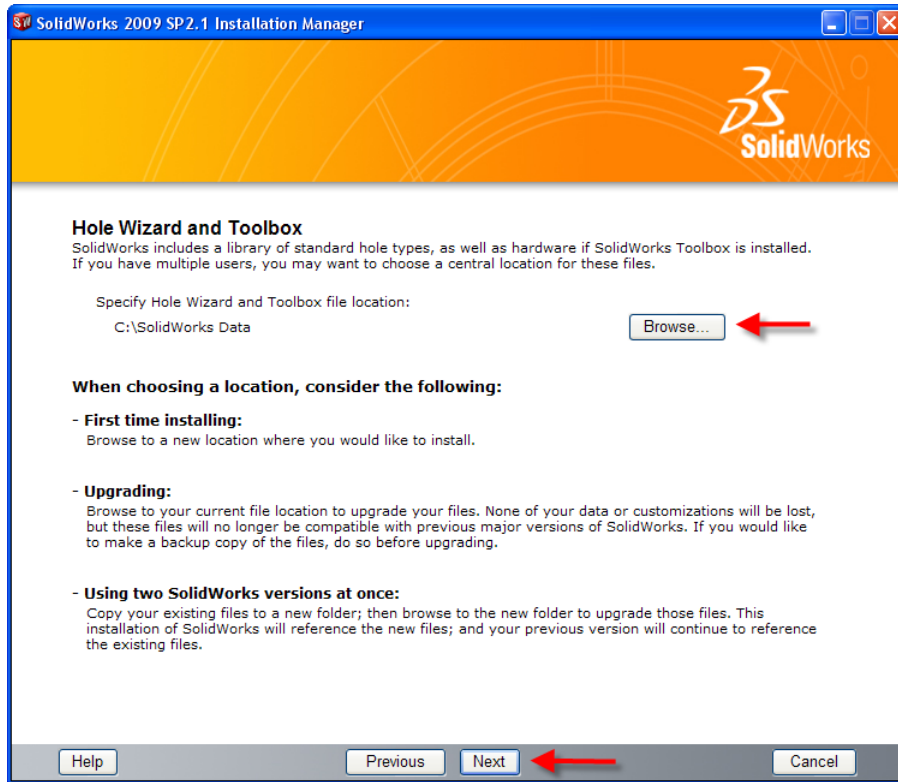 SolidWorks 2009 SP2.1 Installation Manager
SolidWorks
Hole Wizard and Toolbox
SolidWorks includes a library of standard hole types, as well as hardware if SolidWorks Toolbox is installed.
If you have multiple users, you may want to choose a central location for these files.
Specify Hole Wizard and Toolbox file location:
C:\SolidWorks Data
Browse...
When choosing a location, consider the following:
- First time installing:
Browse to a new location where you would like to install.
- Upgrading:
Browse to your current file location to upgrade your files. None of your data or customizations will be lost,
but these files will no longer be compatible with previous major versions of SolidWorks. If you would like
to make a backup copy of the files, do so before upgrading.
- Using two SolidWorks versions at once:
Copy your existing files to a new folder; then browse to the new folder to upgrade those files. This
installation of SolidWorks will reference the new files; and your previous version will continue to reference
the existing files.
Help
Previous
Next
Cancel